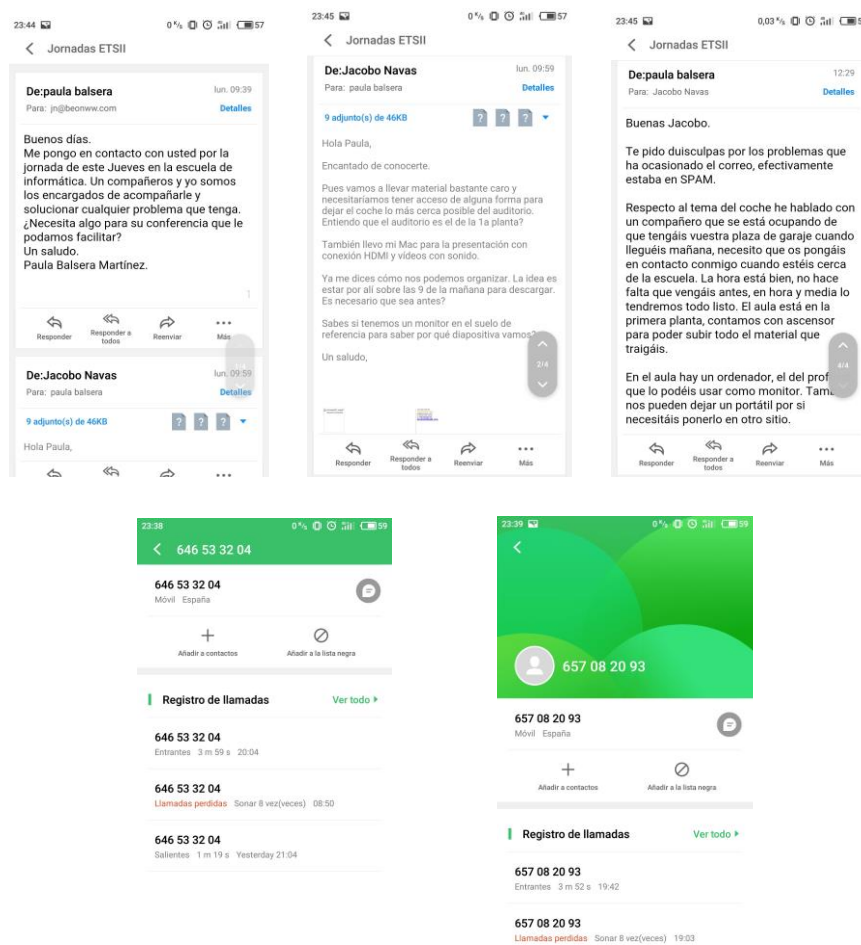 23:44 0 K/s 57
Jornadas ETSII
De:paula balsera lun. 09:39
Para: jn@beonww.com Detalles
Buenos días.
Me pongo en contacto con usted por la
jornada de este Jueves en la escuela de
informática. Un compañeros y yo somos
los encargados de acompañarle y
solucionar cualquier problema que tenga.
¿Necesita algo para su conferencia que le
podamos facilitar?
Un saludo.
Paula Balsera Martínez.
1
Responder Responder a todos Reenviar Más
De:Jacobo Navas lun. 09:59
Para: paula balsera Detalles
9 adjunto(s) de 46KB ? ? ?
Hola Paula,
23:45 0 K/s 57
Jornadas ETSII
De:Jacobo Navas lun. 09:59
Para: paula balsera Detalles
9 adjunto(s) de 46KB ? ? ?
Hola Paula,
Encantado de conocerte.
Pues vamos a llevar material bastante caro y
necesitaríamos tener acceso de alguna forma para
dejar el coche lo más cerca posible del auditorio.
Entiendo que el auditorio es el de la 1a planta?
También llevo mi Mac para la presentación con
conexión HDMI y vídeos con sonido.
Ya me dices cómo nos podemos organizar. La idea es
estar por alí sobre las 9 de la mañana para descargar.
Es necesario que sea antes?
Sabes si tenemos un monitor en el suelo de
referencia para saber por qué diapositiva vamos?
Un saludo,
2/4
Responder Responder a todos Reenviar Más
23:45 0,03 K/s
Jornadas ETSII
De:paula balsera 12:29
Para: Jacobo Navas Detalles
Buenas Jacobo.
Te pido duisculpas por los problemas que
ha ocasionado el correo, efectivamente
estaba en SPAM.
Respecto al tema del coche he hablado con
un compañero que se está ocupando de
que tengáis vuestra plaza de garaje cuando
lleguéis mañana, necesito que os pongáis
en contacto conmigo cuando estéis cerca
de la escuela. La hora está bien, no hace
falta que vengáis antes, en hora y media lo
tendremos todo listo. El aula está en la
primera planta, contamos con ascensor
para poder subir todo el material que
traigáis.
En el aula hay un ordenador, el del prof
que lo podéis usar como monitor. Tam
nos pueden dejar un portátil por si
necesitáis ponerlo en otro sitio.
4/4
Responder Responder a todos Reenviar Más
23:38 0 K/s 59
646 53 32 04
646 53 32 04
Móvil España
Añadir a contactos Añadir a la lista negra
Registro de llamadas Ver todo
646 53 32 04
Entrantes 3 m 59 s 20:04
646 53 32 04
Llamadas perdidas Sonar 8 vez(veces) 08:50
646 53 32 04
Salientes 1 m 19 s Yesterday 21:04
23:39 0 K/s 59
657 08 20 93
657 08 20 93
Móvil España
Añadir a contactos Añadir a la lista negra
Registro de llamadas Ver todo
657 08 20 93
Entrantes 3 m 52 s 19:42
657 08 20 93
Llamadas perdidas Sonar 8 vez(veces) 19:03